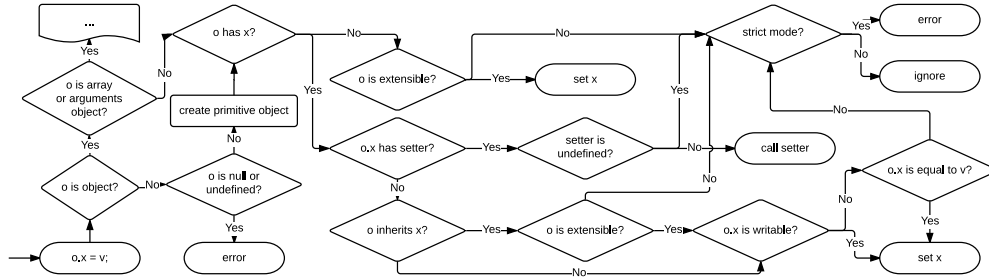 ...
o has x?
No
No
strict mode?
Yes
error
Yes
No
o is extensible?
Yes
set x
No
ignore
o is array
or arguments
object?
create primitive object
Yes
Yes
No
Yes
No
o.x has setter?
Yes
setter is
undefined?
No
call setter
o is object?
No
o is null or
undefined?
No
No
o.x is equal to v?
Yes
No
Yes
o inherits x?
Yes
o is extensible?
Yes
o.x is writable?
Yes
o.x = v;
error
No
Yes
set x